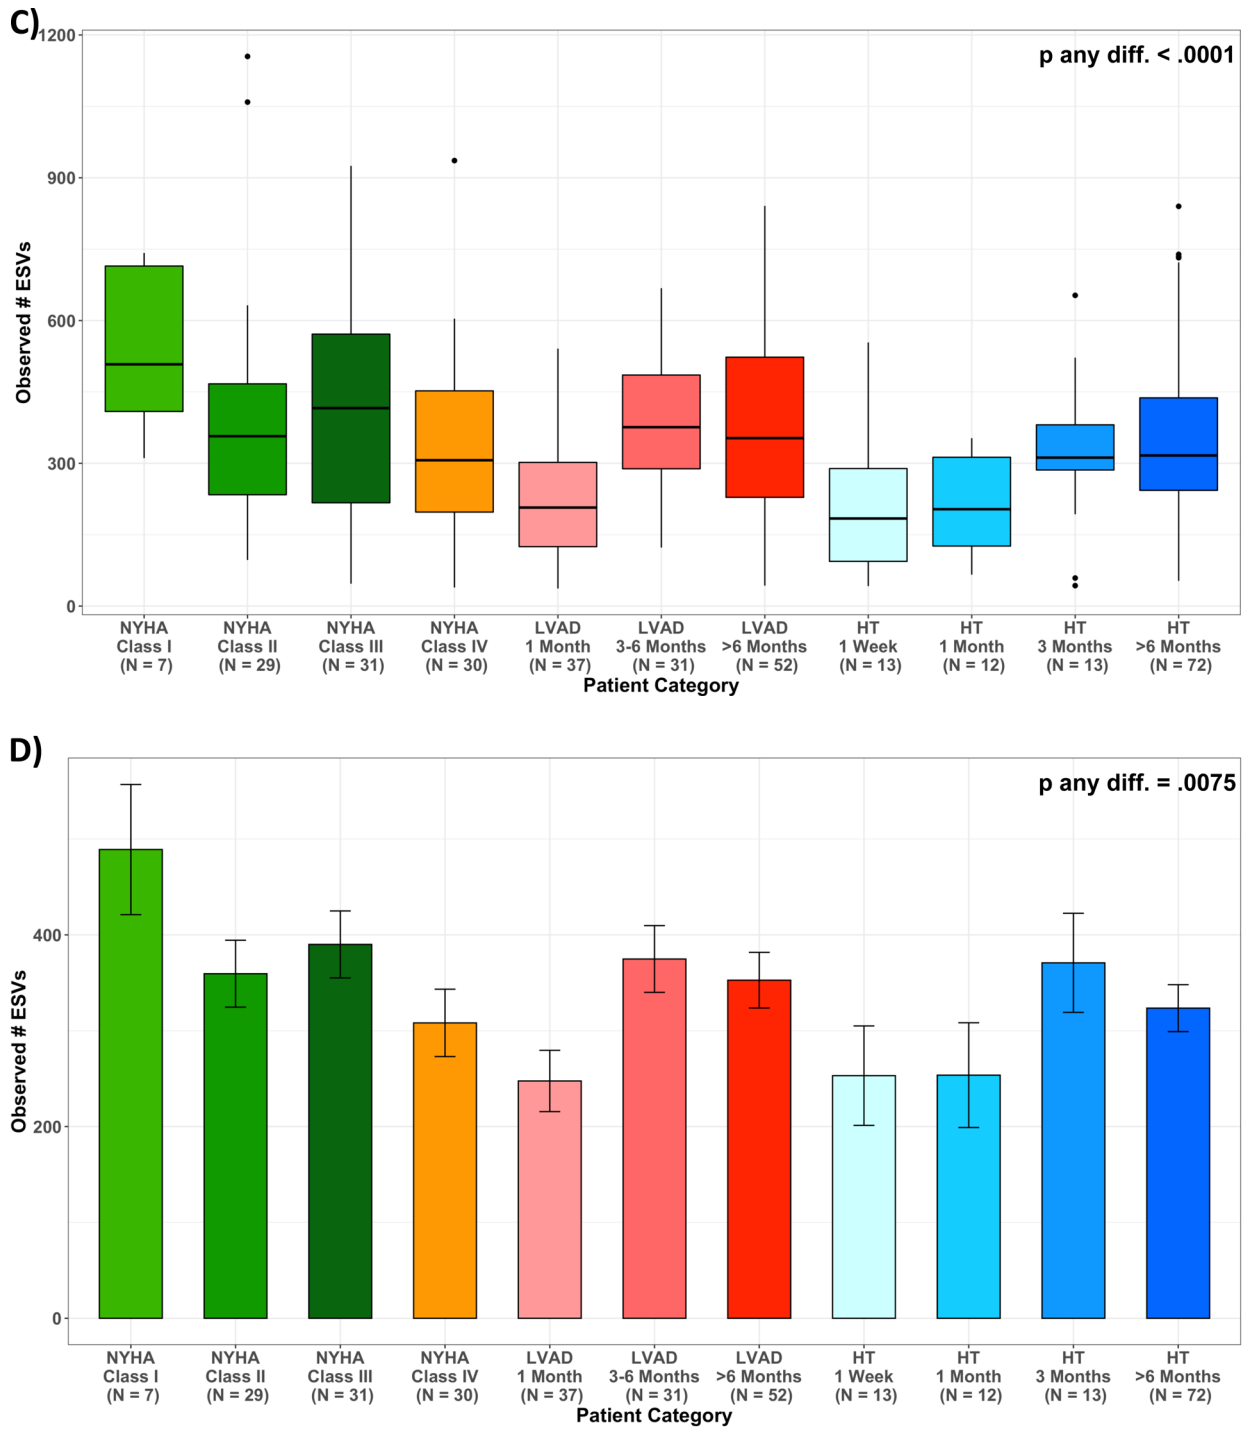 C)
1200
p any diff. < .0001
900
600
300
0
Observed # ESVs
NYHA Class I (N = 7)
NYHA Class II (N = 29)
NYHA Class III (N = 31)
NYHA Class IV (N = 30)
LVAD 1 Month (N = 37)
LVAD 3-6 Months (N = 31)
LVAD >6 Months (N = 52)
HT 1 Week (N = 13)
HT 1 Month (N = 12)
HT 3 Months (N = 13)
HT >6 Months (N = 72)
Patient Category
D)
p any diff. = .0075
400
200
0
Observed # ESVs
NYHA Class I (N = 7)
NYHA Class II (N = 29)
NYHA Class III (N = 31)
NYHA Class IV (N = 30)
LVAD 1 Month (N = 37)
LVAD 3-6 Months (N = 31)
LVAD >6 Months (N = 52)
HT 1 Week (N = 13)
HT 1 Month (N = 12)
HT 3 Months (N = 13)
HT >6 Months (N = 72)
Patient Category